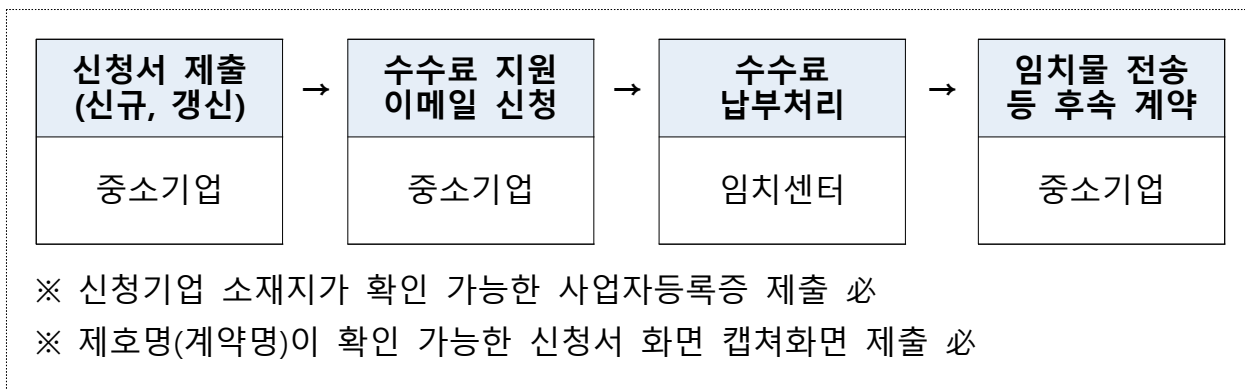 신청서 제출
(신규, 갱신)
→
수수료 지원
이메일 신청
→
수수료
납부처리
→
임치물 전송
등 후속 계약
중소기업
중소기업
임치센터
중소기업
※ 신청기업 소재지가 확인 가능한 사업자등록증 제출 必
※ 제호명(계약명)이 확인 가능한 신청서 화면 캡쳐화면 제출 必